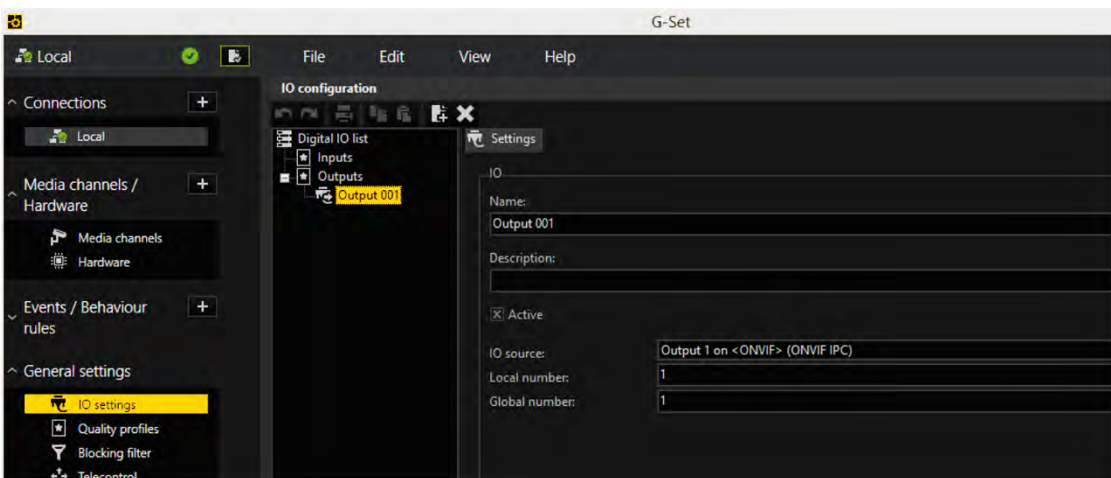 G-Set
Local
File Edit View Help
Connections
Local
Media channels /
Hardware
Media channels
Hardware
Events / Behaviour
rules
General settings
IO settings
Quality profiles
Blocking filter
Telecontrol
IO configuration
Digital IO list
Inputs
Outputs
Output 001
Settings
IO
Name:
Output 001
Description:
Active
IO source: Output 1 on <ONVIF> (ONVIF IPC)
Local number: 1
Global number: 1